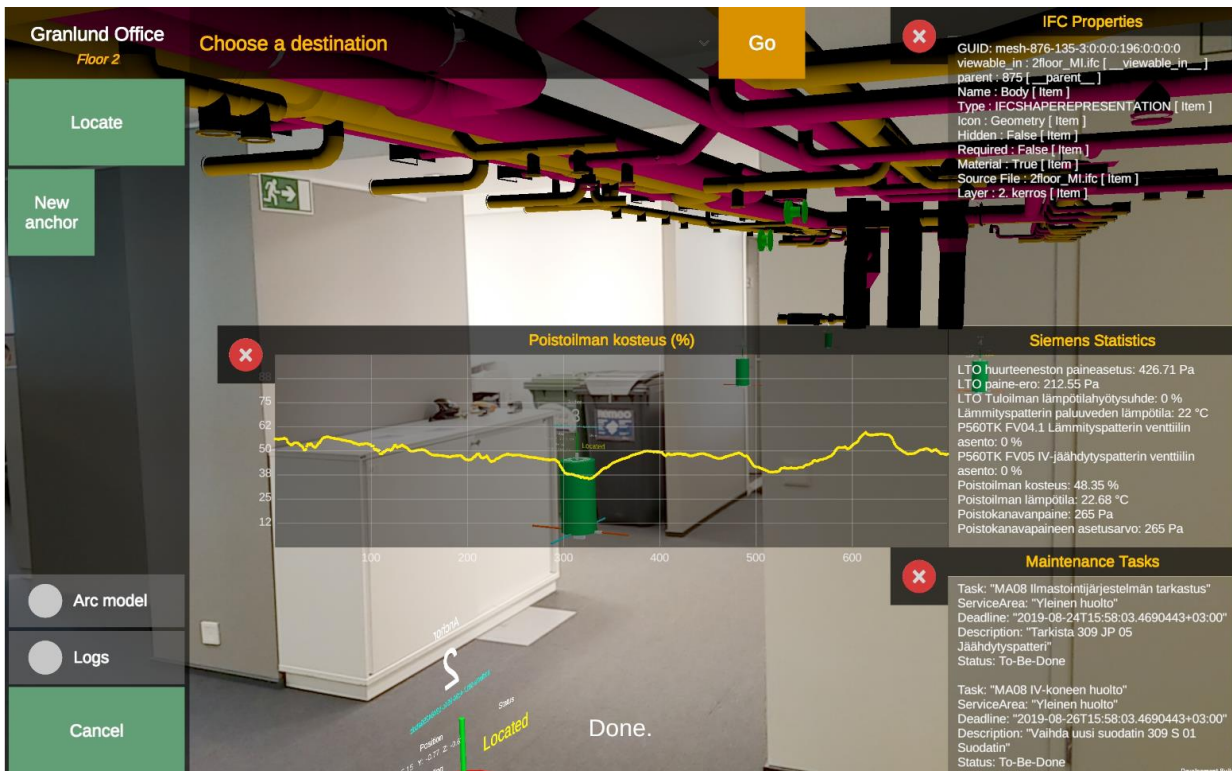 Granlund Office
Floor 2
Choose a destination
Go
Locate
New
anchor
IFC Properties
GUID: mesh-876-135-3:0:0:0:196:0:0:0:0
viewable_in : 2floor_MI.ifc [ __viewable_in__ ]
parent : 875 [ __parent__ ]
Name : Body [ Item ]
Type : IFCSHAPEREPRESENTATION [ Item ]
Icon : Geometry [ Item ]
Hidden : False [ Item ]
Required : False [ Item ]
Material : True [ Item ]
Source File : 2floor_MI.ifc [ Item ]
Layer : 2. kerros [ Item ]
Poistoilman kosteus (%)
88
75
62
50
38
25
12
100
200
300
400
500
600
3
Located
Siemens Statistics
LTO huurteeneston paineasetus: 426.71 Pa
LTO paine-ero: 212.55 Pa
LTO Tuloilman lämpötilahyötysuhde: 0 %
Lämmityspatterin paluuveden lämpötila: 22 °C
P560TK FV04.1 Lämmityspatterin venttiilin
asento: 0 %
P560TK FV05 IV-jäähdytyspatterin venttiilin
asento: 0 %
Poistoilman kosteus: 48.35 %
Poistoilman lämpötila: 22.68 °C
Poistokanavanpaine: 265 Pa
Poistokanavapaineen asetusarvo: 265 Pa
Maintenance Tasks
Task: "MA08 Ilmastointijärjestelmän tarkastus"
ServiceArea: "Yleinen huolto"
Deadline: "2019-08-24T15:58:03.4690443+03:00"
Description: "Tarkista 309 JP 05
Jäähdytyspatteri"
Status: To-Be-Done
Task: "MA08 IV-koneen huolto"
ServiceArea: "Yleinen huolto"
Deadline: "2019-08-26T15:58:03.4690443+03:00"
Description: "Vaihda uusi suodatin 309 S 01
Suodatin"
Status: To-Be-Done
Arc model
Logs
Cancel
Anchor
2
Status
Located
Position
Done.